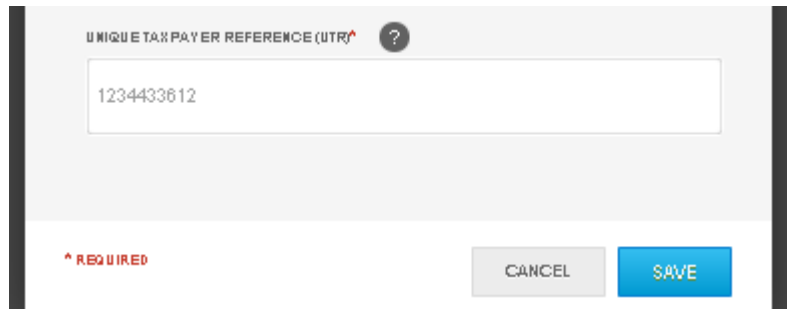 UNIQUE TAXPAYER REFERENCE (UTR)^ ?
1234433612
^ REQUIRED
CANCEL
SAVE